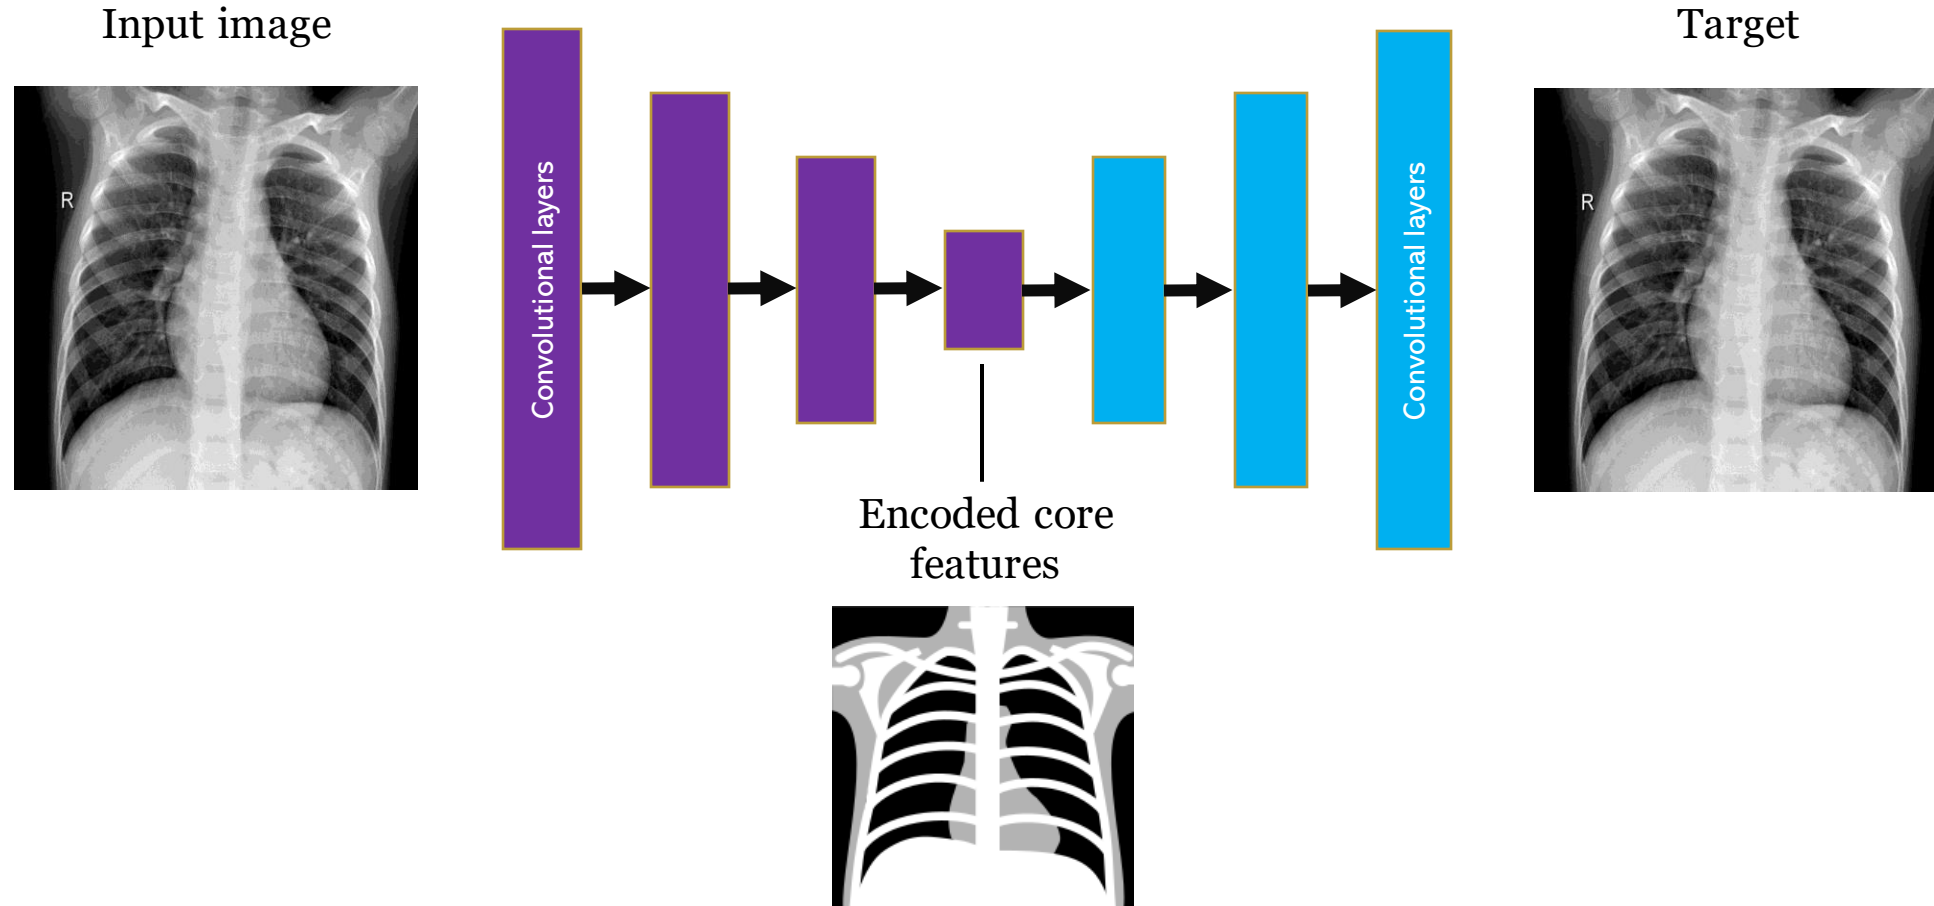 Input image
Target
R
Convolutional layers
Convolutional layers
R
Encoded core
features